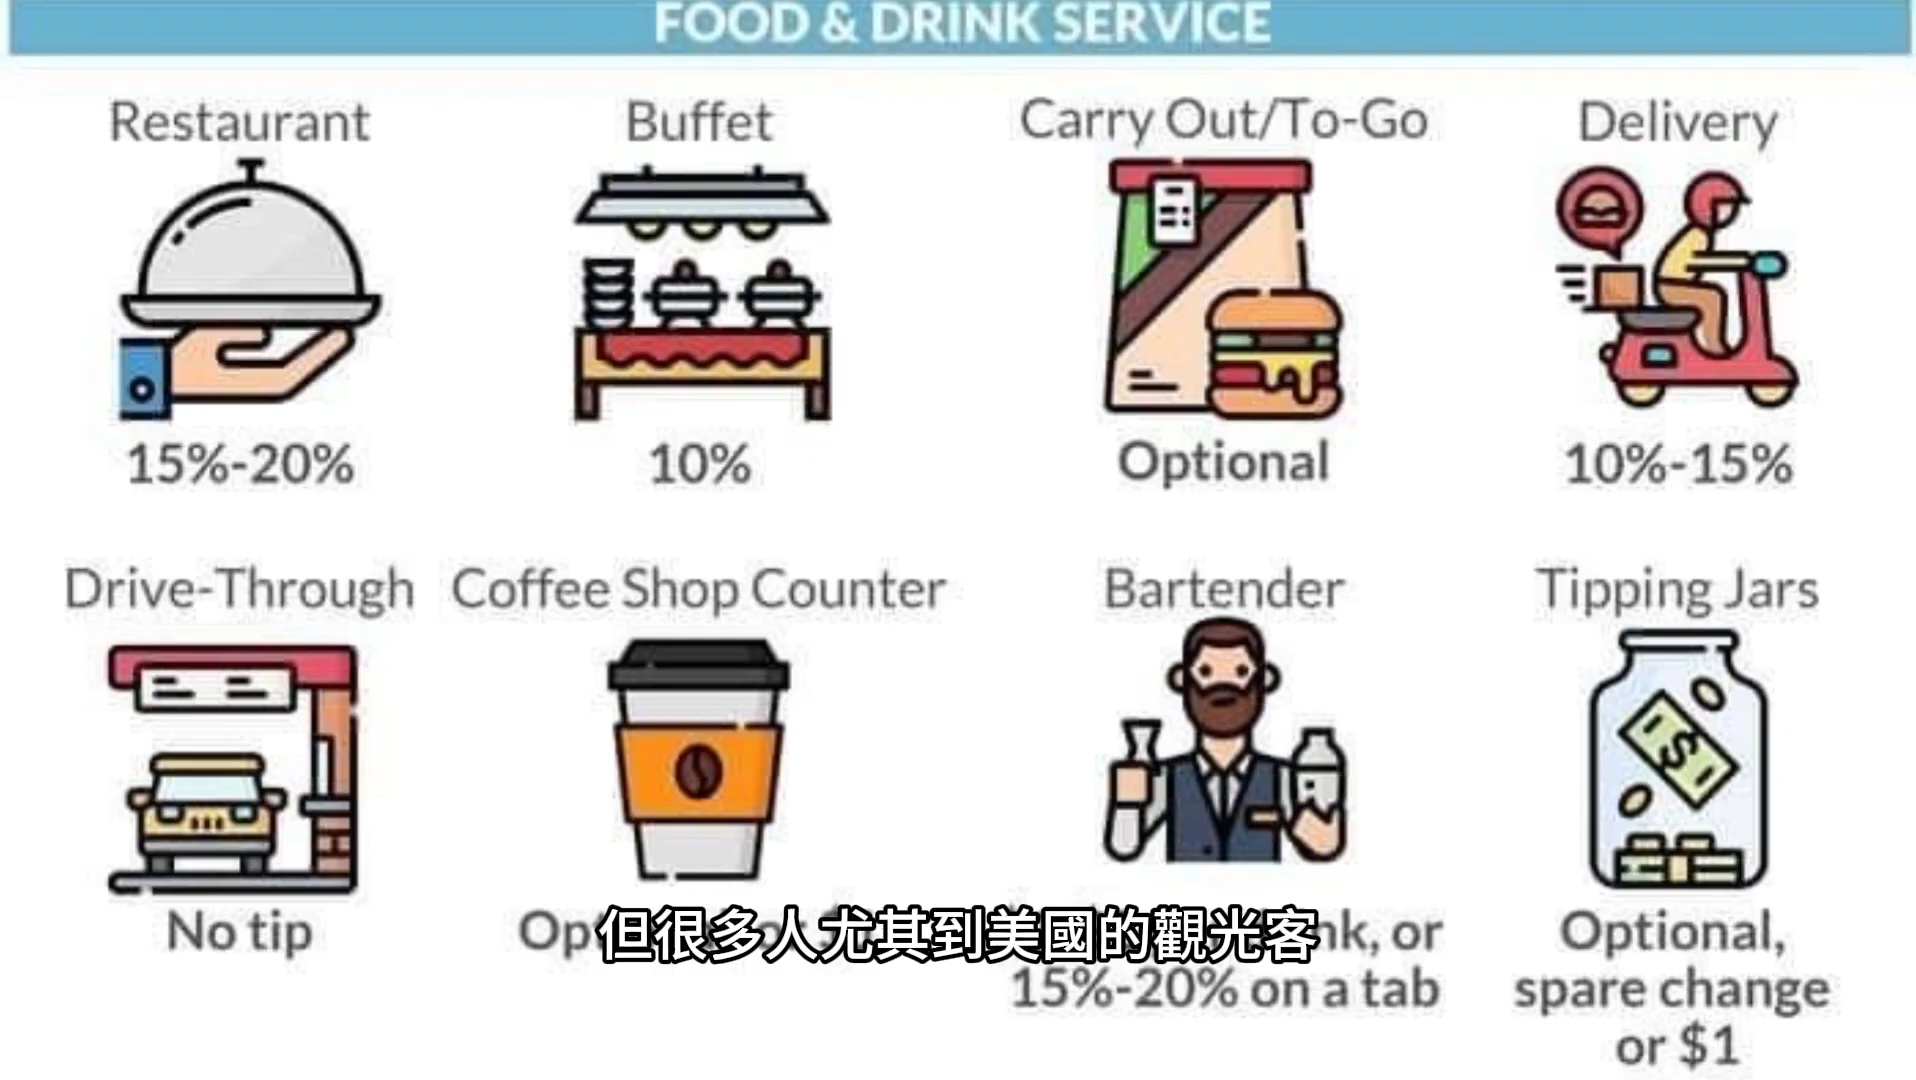 FOOD & DRINK SERVICE
Restaurant
Buffet
Carry Out/To-Go
Delivery
15%-20%
10%
Optional
10%-15%
Drive-Through
Coffee Shop Counter
Bartender
Tipping Jars
No tip
nk, or
15%-20% on a tab
Optional,
spare change
or $1
但很多人尤其到美國的觀光客